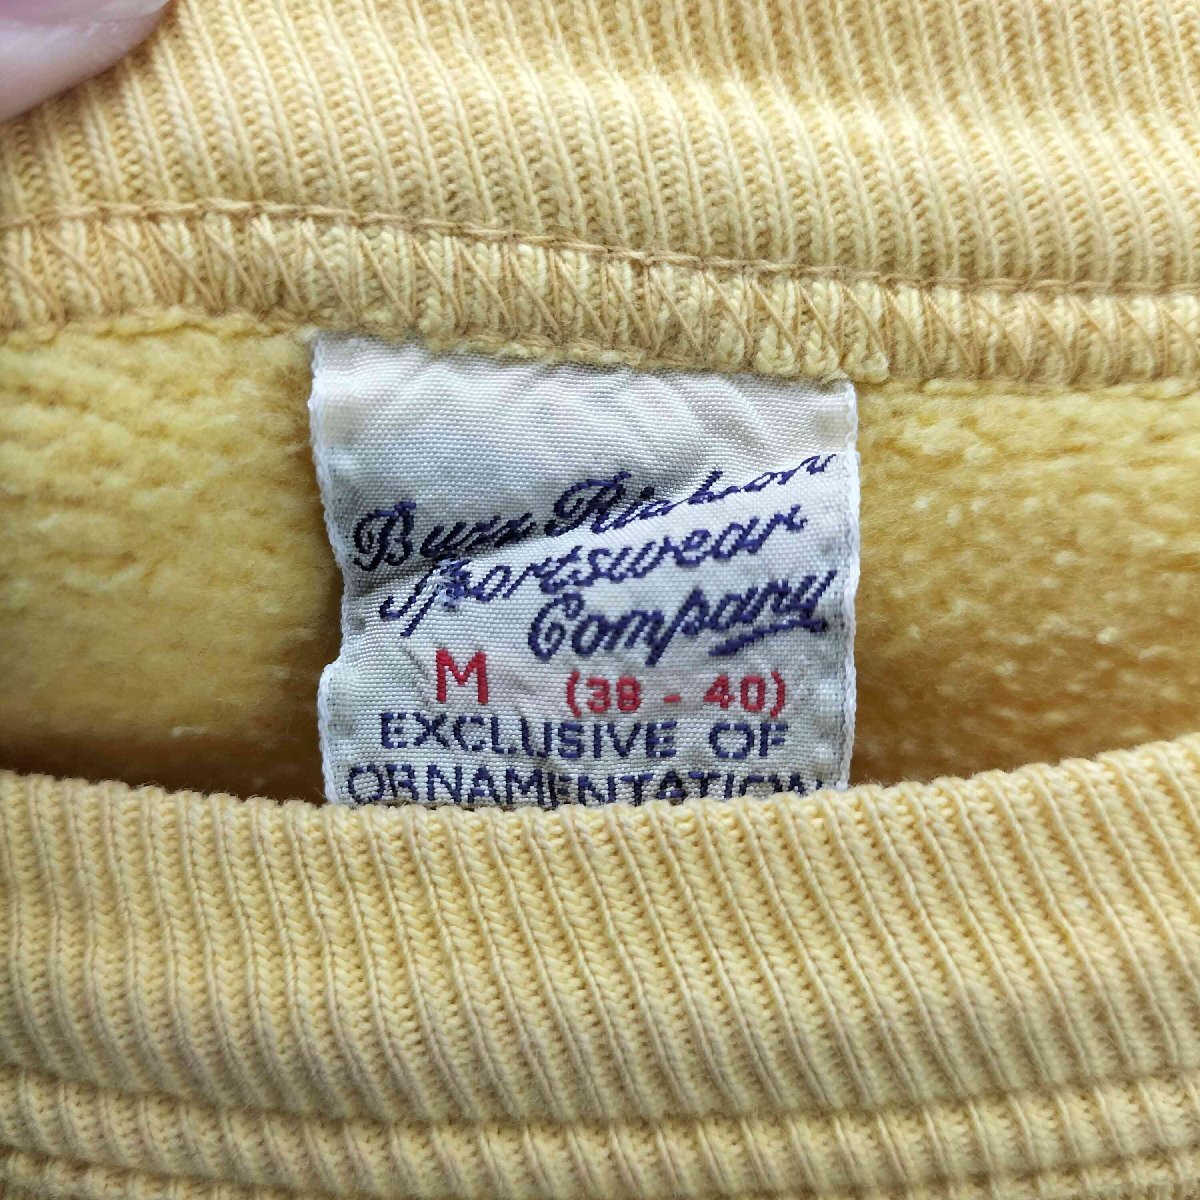 Buzz Rickson
Sportswear
Company
M (38 - 40)
EXCLUSIVE OF
ORNAMENTATION